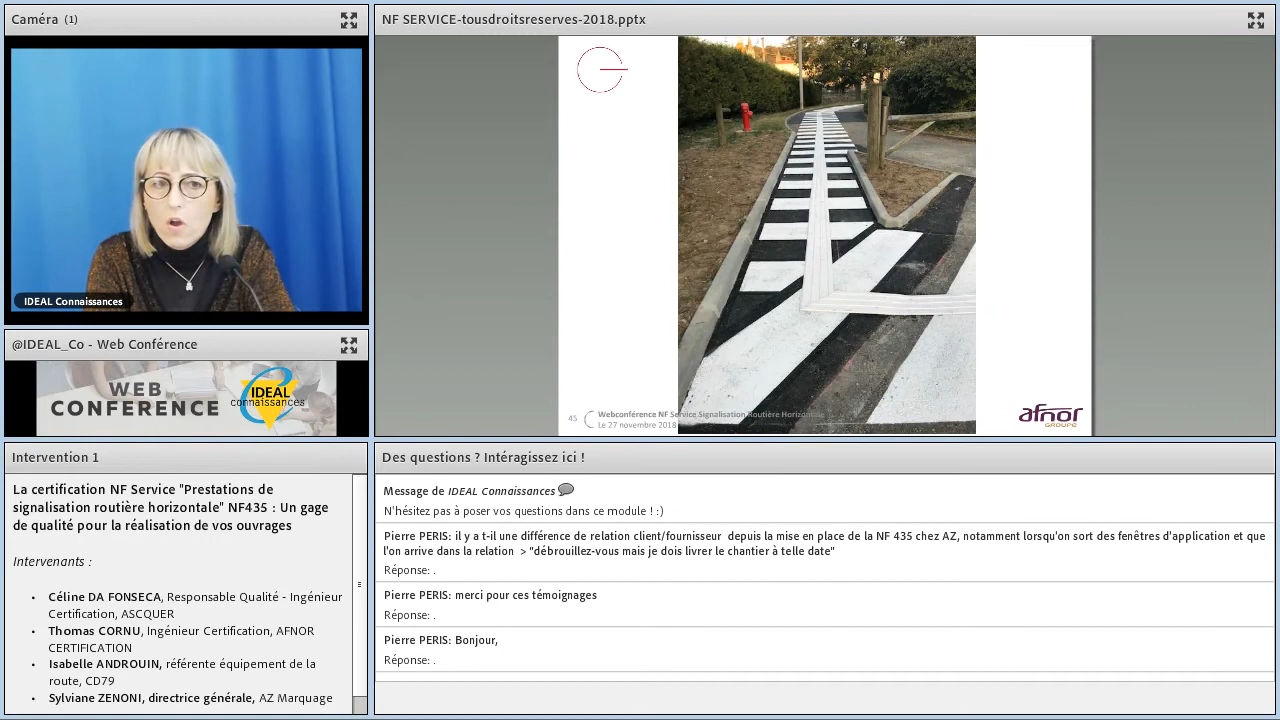 Caméra (1)
IDEAL Connaissances
@IDEAL_Co - Web Conférence
WEB
CONFERENCE
IDEAL
connaissances
NF SERVICE-tousdroitsreserves-2018.pptx
45
Webconférence NF Service Signalisation Routière Horizontale
Le 27 novembre 2018
afnor
GROUPE
Intervention 1
La certification NF Service "Prestations de
signalisation routière horizontale" NF435 : Un gage
de qualité pour la réalisation de vos ouvrages
Intervenants :
• Céline DA FONSECA, Responsable Qualité - Ingénieur
Certification, ASCQUER
• Thomas CORNU, Ingénieur Certification, AFNOR
CERTIFICATION
• Isabelle ANDROUIN, référente équipement de la
route, CD79
• Sylviane ZENONI, directrice générale, AZ Marquage
Des questions ? Intéragissez ici !
Message de IDEAL Connaissances
N'hésitez pas à poser vos questions dans ce module ! :)
Pierre PERIS: il y a t-il une différence de relation client/fournisseur depuis la mise en place de la NF 435 chez AZ, notamment lorsqu'on sort des fenêtres d'application et que
l'on arrive dans la relation > "débrouillez-vous mais je dois livrer le chantier à telle date"
Réponse: .
Pierre PERIS: merci pour ces témoignages
Réponse: .
Pierre PERIS: Bonjour,
Réponse: .